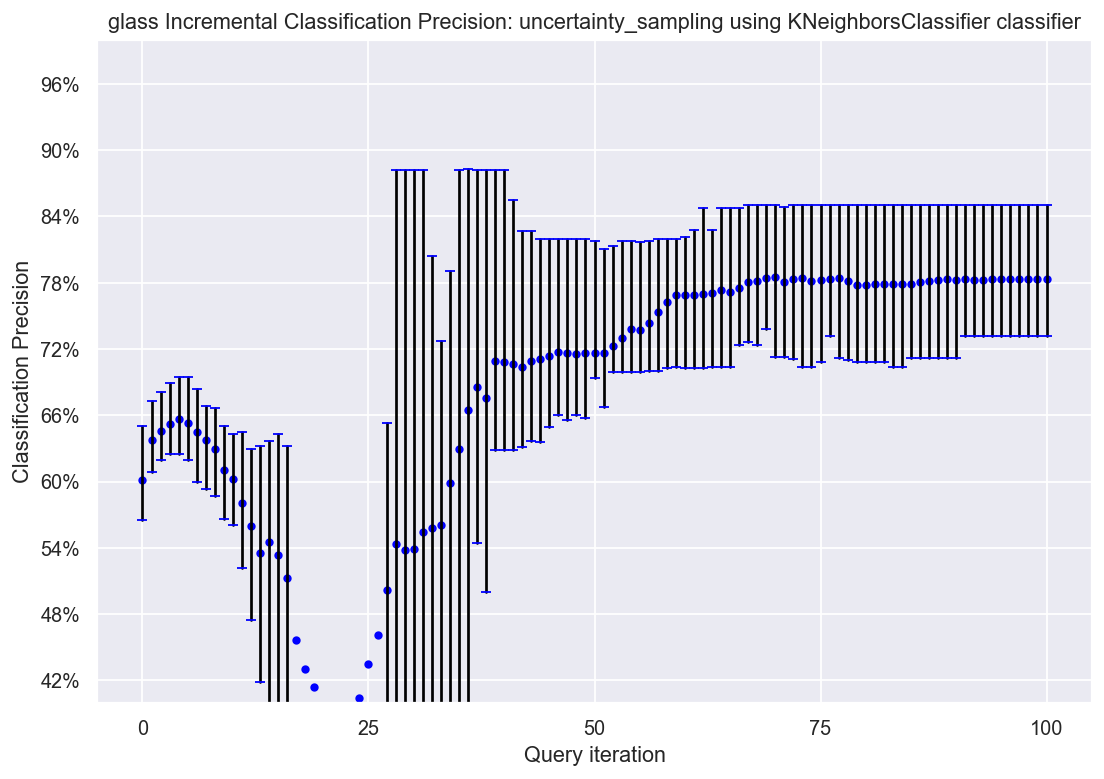 glass Incremental Classification Precision: uncertainty_sampling using KNeighborsClassifier classifier
96%
90%
84%
78%
72%
66%
60%
54%
48%
42%
Classification Precision
0 25 50 75 100
Query iteration